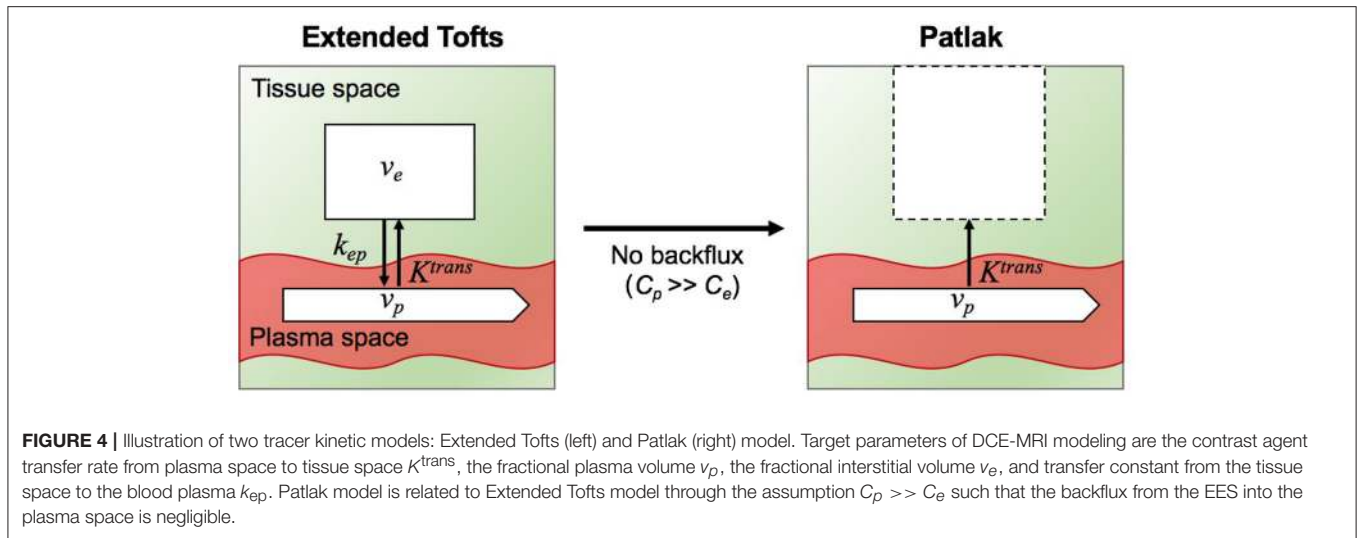 Extended Tofts
Patlak
Tissue space
v_e
k_ep
K^trans
v_p
Plasma space
No backflux
(C_p >> C_e)
K^trans
v_p
FIGURE 4 | Illustration of two tracer kinetic models: Extended Tofts (left) and Patlak (right) model. Target parameters of DCE-MRI modeling are the contrast agent
transfer rate from plasma space to tissue space K^trans, the fractional plasma volume v_p, the fractional interstitial volume v_e, and transfer constant from the tissue
space to the blood plasma k_ep. Patlak model is related to Extended Tofts model through the assumption C_p >> C_e such that the backflux from the EES into the
plasma space is negligible.